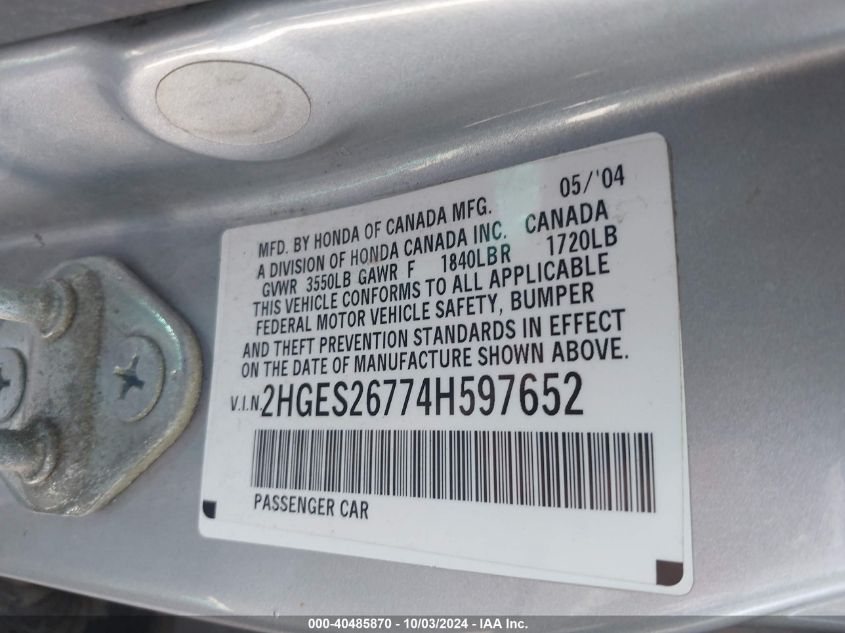 05/'04
MFD. BY HONDA OF CANADA MFG.
A DIVISION OF HONDA CANADA INC. CANADA
GVWR 3550LB GAWR F 1840LBR 1720LB
THIS VEHICLE CONFORMS TO ALL APPLICABLE
FEDERAL MOTOR VEHICLE SAFETY, BUMPER
AND THEFT PREVENTION STANDARDS IN EFFECT
ON THE DATE OF MANUFACTURE SHOWN ABOVE.
V.I.N. 2HGES26774H597652
PASSENGER CAR
000-40485870 - 10/03/2024 - IAA Inc.